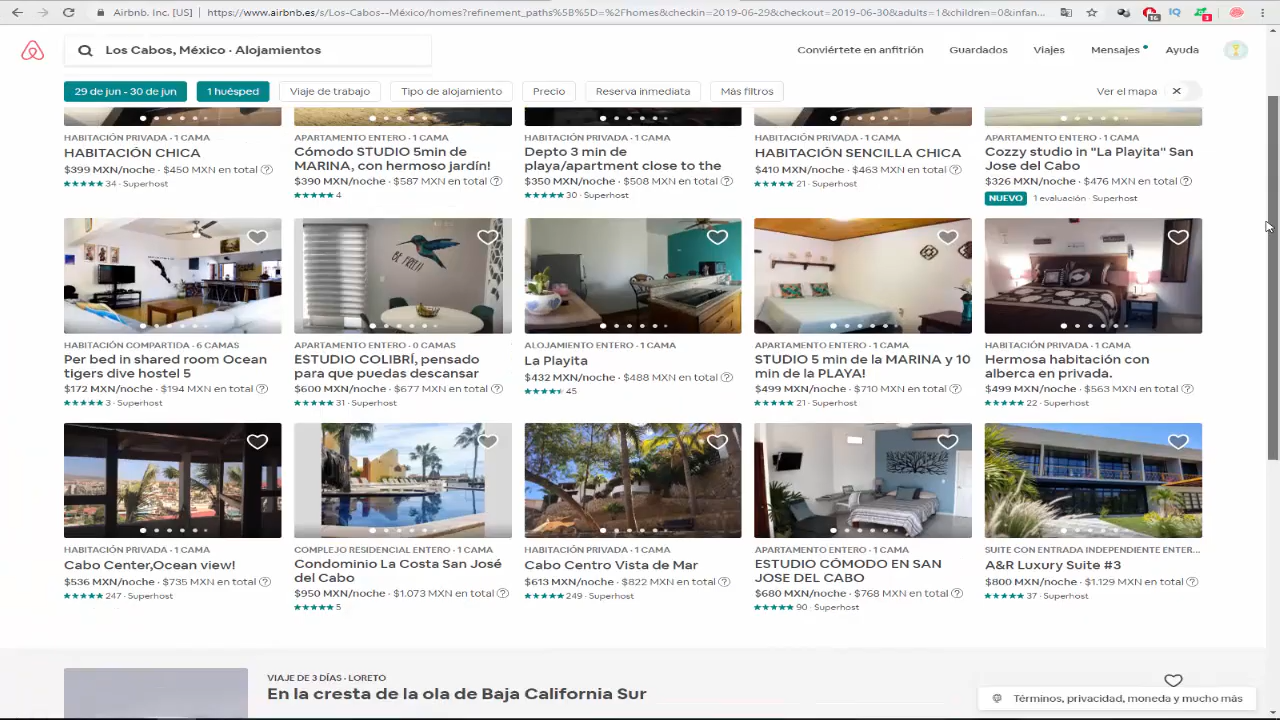 Airbnb, Inc. [US]
https://www.airbnb.es/s/Los-Cabos--México/homes?refinement_paths%5B%5D=%2Fhomes&checkin=2019-06-29&checkout=2019-06-30&adults=1&children=0&infan...
16
3
Los Cabos, México · Alojamientos
Conviértete en anfitrión
Guardados
Viajes
Mensajes
Ayuda
29 de jun - 30 de jun
1 huésped
Viaje de trabajo
Tipo de alojamiento
Precio
Reserva inmediata
Más filtros
Ver el mapa
HABITACIÓN PRIVADA · 1 CAMA
HABITACIÓN CHICA
$399 MXN/noche · $450 MXN en total
34 · Superhost
APARTAMENTO ENTERO · 1 CAMA
Cómodo STUDIO 5min de
MARINA, con hermoso jardín!
$390 MXN/noche · $587 MXN en total
4
HABITACIÓN PRIVADA · 1 CAMA
Depto 3 min de
playa/apartment close to the
$350 MXN/noche · $508 MXN en total
30 · Superhost
HABITACIÓN PRIVADA · 1 CAMA
HABITACIÓN SENCILLA CHICA
$410 MXN/noche · $463 MXN en total
21 · Superhost
APARTAMENTO ENTERO · 1 CAMA
Cozzy studio in "La Playita" San
Jose del Cabo
$326 MXN/noche · $476 MXN en total
NUEVO 1 evaluación · Superhost
BE FREE!
HABITACIÓN COMPARTIDA · 6 CAMAS
Per bed in shared room Ocean
tigers dive hostel 5
$172 MXN/noche · $194 MXN en total
3 · Superhost
APARTAMENTO ENTERO · 0 CAMAS
ESTUDIO COLIBRÍ, pensado
para que puedas descansar
$600 MXN/noche · $677 MXN en total
31 · Superhost
ALOJAMIENTO ENTERO · 1 CAMA
La Playita
$432 MXN/noche · $488 MXN en total
45
APARTAMENTO ENTERO · 1 CAMA
STUDIO 5 min de la MARINA y 10
min de la PLAYA!
$499 MXN/noche · $710 MXN en total
21 · Superhost
HABITACIÓN PRIVADA · 1 CAMA
Hermosa habitación con
alberca en privada.
$499 MXN/noche · $563 MXN en total
22 · Superhost
HABITACIÓN PRIVADA · 1 CAMA
Cabo Center,Ocean view!
$536 MXN/noche · $735 MXN en total
247 · Superhost
COMPLEJO RESIDENCIAL ENTERO · 1 CAMA
Condominio La Costa San José
del Cabo
$950 MXN/noche · $1.073 MXN en total
5
HABITACIÓN PRIVADA · 1 CAMA
Cabo Centro Vista de Mar
$613 MXN/noche · $822 MXN en total
249 · Superhost
APARTAMENTO ENTERO · 1 CAMA
ESTUDIO CÓMODO EN SAN
JOSE DEL CABO
$680 MXN/noche · $768 MXN en total
90 · Superhost
SUITE CON ENTRADA INDEPENDIENTE ENTER...
A&R Luxury Suite #3
$800 MXN/noche · $1.129 MXN en total
37 · Superhost
VIAJE DE 3 DÍAS · LORETO
En la cresta de la ola de Baja California Sur
Términos, privacidad, moneda y mucho más